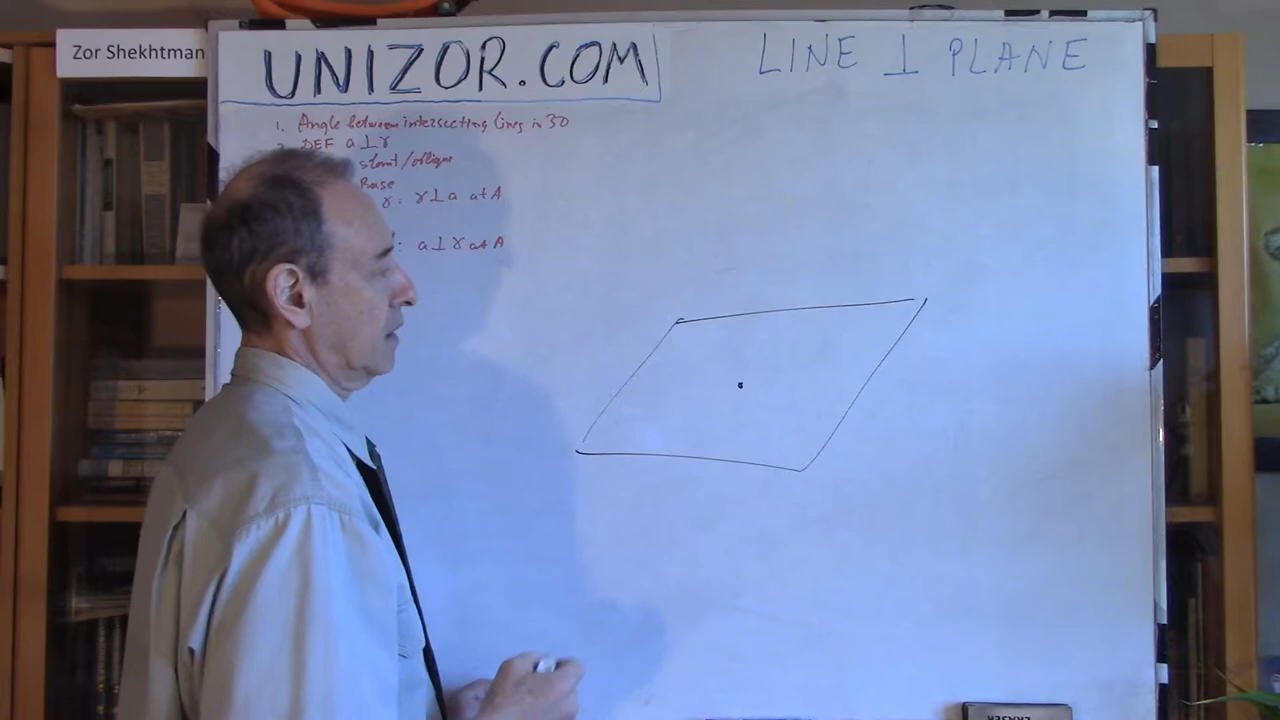 Zor Shekhtman
UNIZOR.COM
LINE ⊥ PLANE
1. Angle between intersecting lines in 3D
DEF a⊥γ
slant/oblique
Base
γ: γ⊥a at A
: a⊥γ at A
ERASER